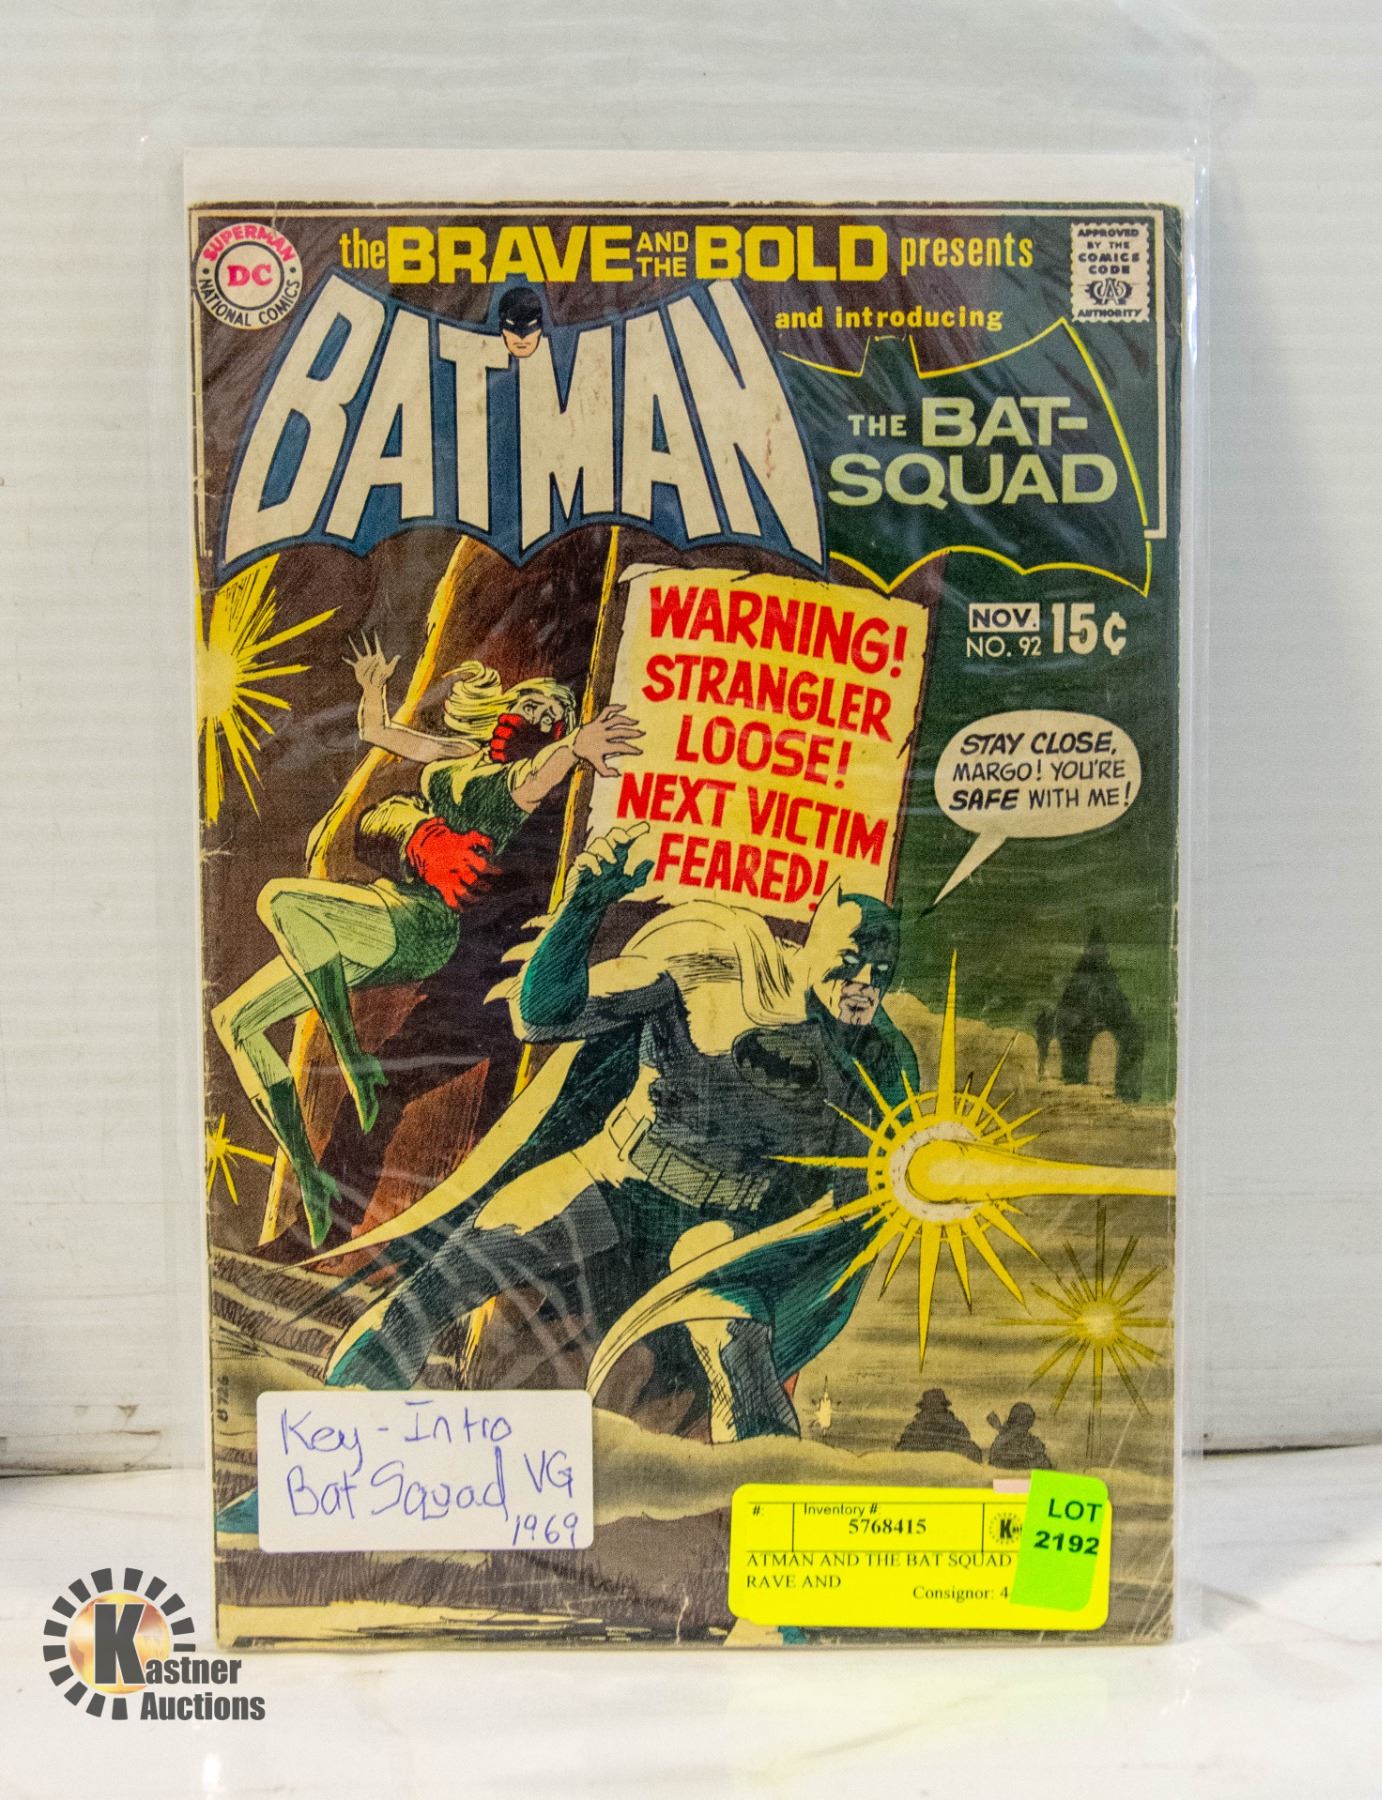 the BRAVE AND THE BOLD presents
SUPERMAN
DC
NATIONAL COMICS
APPROVED
BY THE
COMICS
CODE
AUTHORITY
BATMAN
and introducing
THE BAT-
SQUAD
NOV.
NO. 92
15¢
WARNING!
STRANGLER
LOOSE!
NEXT VICTIM
FEARED!
STAY CLOSE,
MARGO! YOU'RE
SAFE WITH ME!
Key - Intro
Bat Squad VG
1969
#:
Inventory #
5768415
LOT
2192
ATMAN AND THE BAT SQUAD
RAVE AND
Consignor: 4
Kastner
Auctions